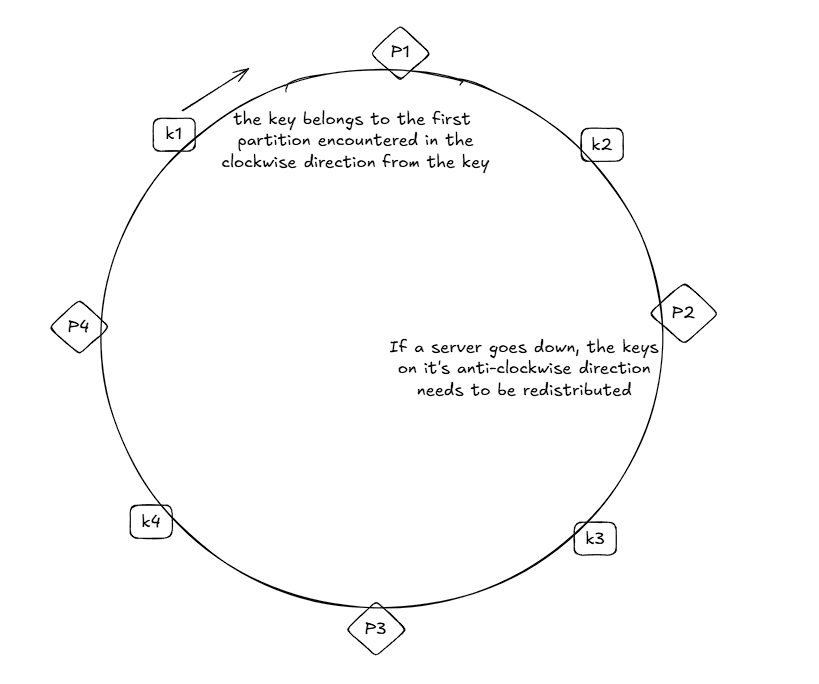 P1
k1
the key belongs to the first
partition encountered in the
clockwise direction from the key
k2
P2
P4
If a server goes down, the keys
on it's anti-clockwise direction
needs to be redistributed
k4
k3
P3